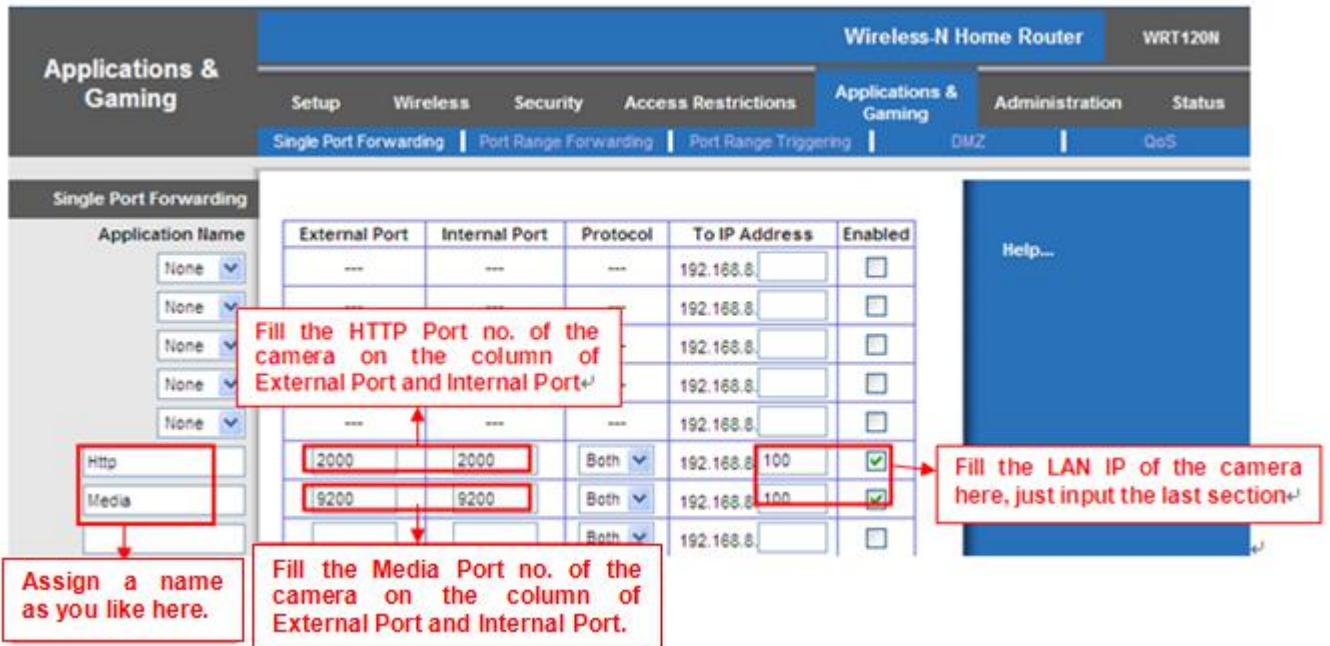 Wireless-N Home Router WRT120N
Applications &
Gaming
Setup Wireless Security Access Restrictions Applications & Gaming Administration Status
Single Port Forwarding Port Range Forwarding Port Range Triggering DMZ QoS
Single Port Forwarding
Application Name External Port Internal Port Protocol To IP Address Enabled
Help...
None --- --- --- 192.168.8.
None --- --- --- 192.168.8.
None 192.168.8.
None 192.168.8.
None --- --- --- 192.168.8.
Http 2000 2000 Both 192.168.8. 100
Media 9200 9200 Both 192.168.8. 100
Both 192.168.8.
Fill the HTTP Port no. of the
camera on the column of
External Port and Internal Port↵
Fill the LAN IP of the camera
here, just input the last section↵
↵
Assign a name
as you like here.
Fill the Media Port no. of the
camera on the column of
External Port and Internal Port.